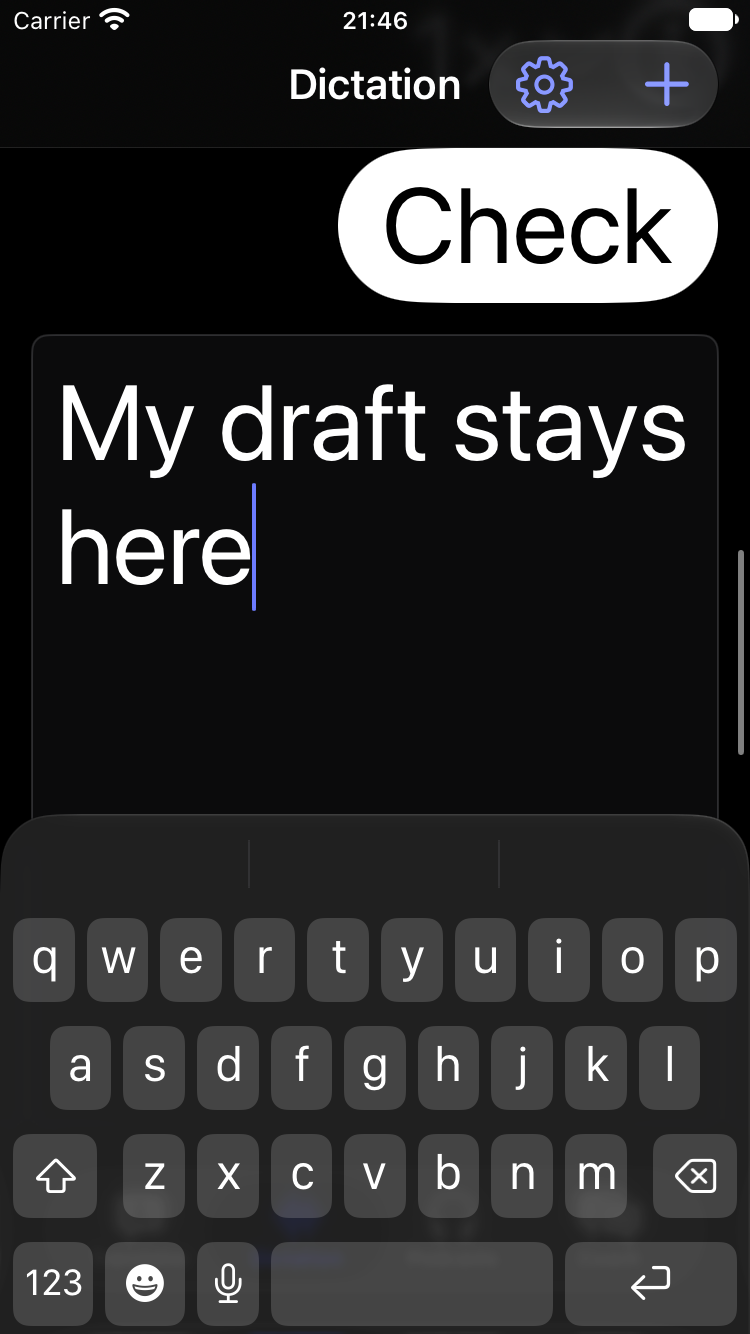 Carrier 21:46
Dictation
Check
My draft stays
here
q w e r t y u i o p
a s d f g h j k l
z x c v b n m
123